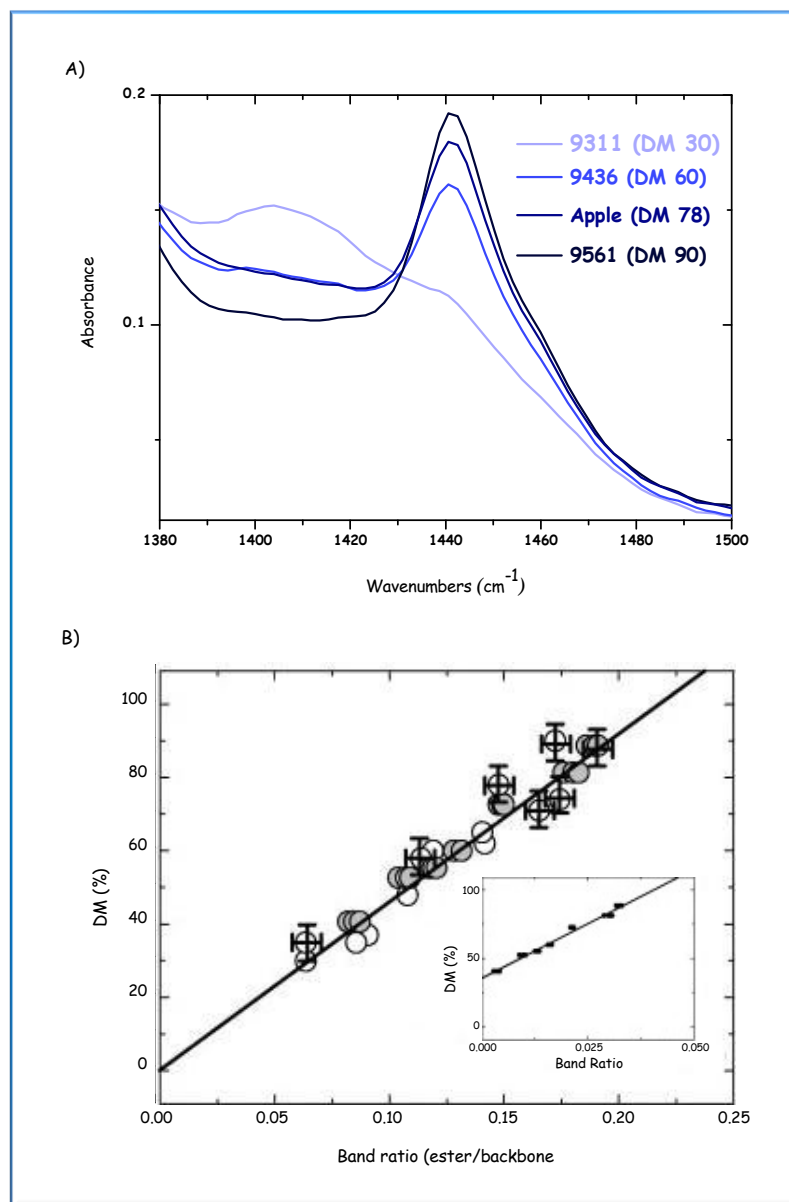 A)
0.2
9311 (DM 30)
9436 (DM 60)
Apple (DM 78)
9561 (DM 90)
Absorbance
0.1
1380 1400 1420 1440 1460 1480 1500
Wavenumbers (cm-1)
B)
100
80
60
40
20
0
DM (%)
100
50
0
DM (%)
0.000 0.025 0.050
Band Ratio
0.00 0.05 0.10 0.15 0.20 0.25
Band ratio (ester/backbone